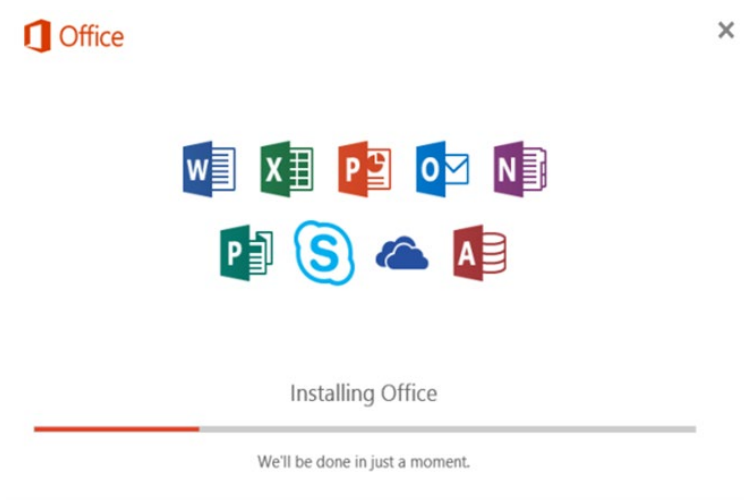 Office
W X P O N
P S A
Installing Office
We'll be done in just a moment.